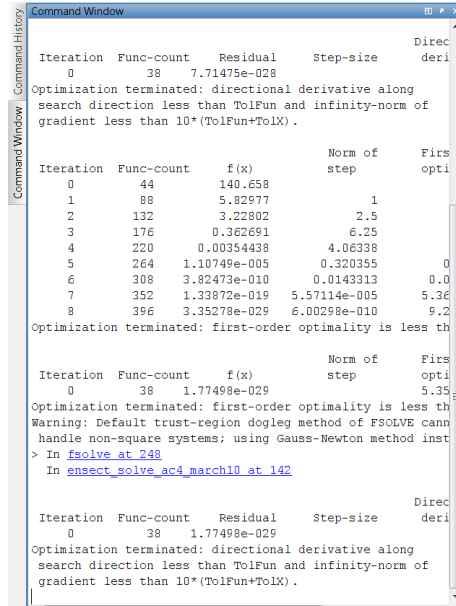 Command Window
Command History
Command Window
Direc
Iteration Func-count Residual Step-size deri
0 38 7.71475e-028
Optimization terminated: directional derivative along
search direction less than TolFun and infinity-norm of
gradient less than 10*(TolFun+TolX).
Norm of Firs
Iteration Func-count f(x) step opti
0 44 140.658
1 88 5.82977 1
2 132 3.22802 2.5
3 176 0.362691 6.25
4 220 0.00354438 4.06338
5 264 1.10749e-005 0.320355 0
6 308 3.82473e-010 0.0143313 0.0
7 352 1.33872e-019 5.57114e-005 5.36
8 396 3.35278e-029 6.00298e-010 9.2
Optimization terminated: first-order optimality is less th
Norm of Firs
Iteration Func-count f(x) step opti
0 38 1.77498e-029 5.35
Optimization terminated: first-order optimality is less th
Warning: Default trust-region dogleg method of FSOLVE cann
handle non-square systems; using Gauss-Newton method inst
> In fsolve at 248
In ensect_solve_ac4_march10 at 142
Direc
Iteration Func-count Residual Step-size deri
0 38 1.77498e-029
Optimization terminated: directional derivative along
search direction less than TolFun and infinity-norm of
gradient less than 10*(TolFun+TolX).